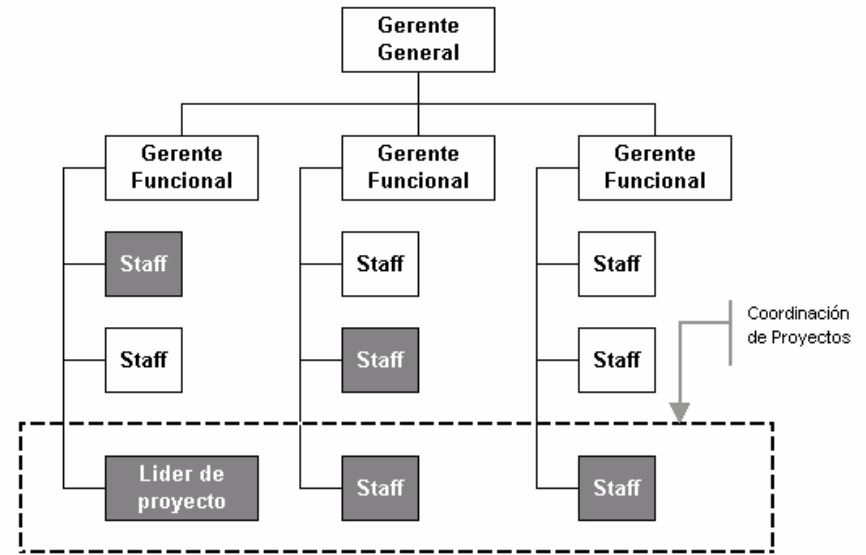 Gerente
General
Gerente
Funcional
Gerente
Funcional
Gerente
Funcional
Staff
Staff
Staff
Staff
Staff
Staff
Coordinación
de Proyectos
Lider de
proyecto
Staff
Staff